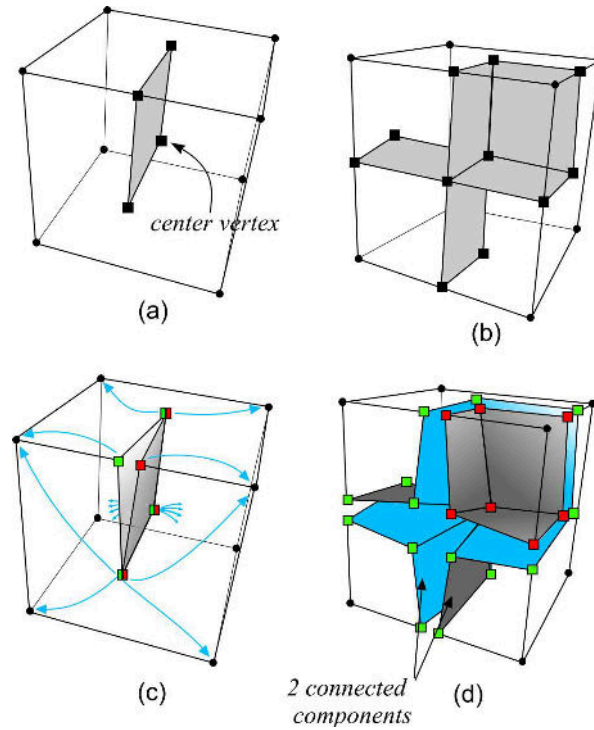 center vertex
(a)
(b)
(c)
(d)
2 connected
components